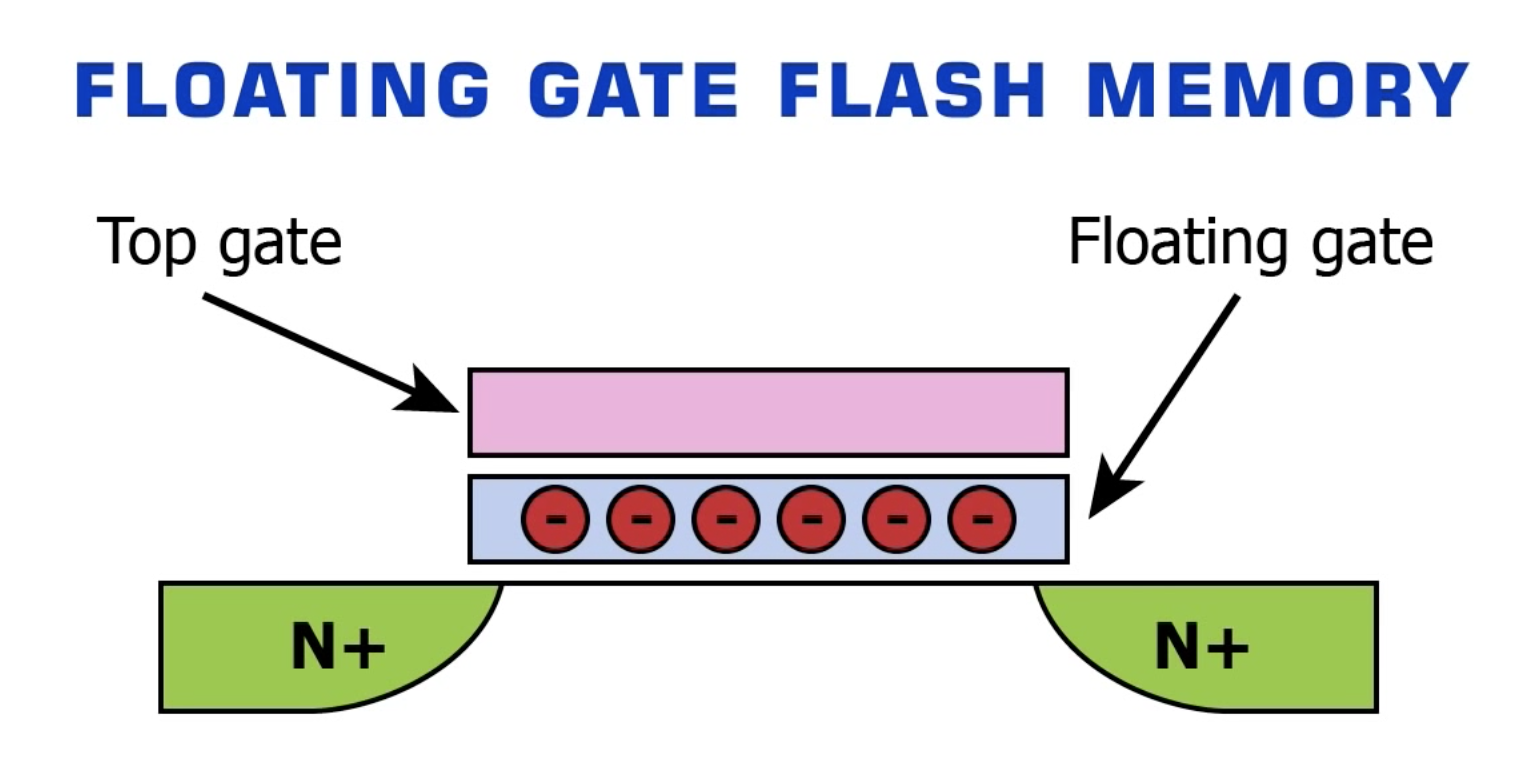 FLOATING GATE FLASH MEMORY
Top gate
Floating gate
- - - - - -
N+
N+